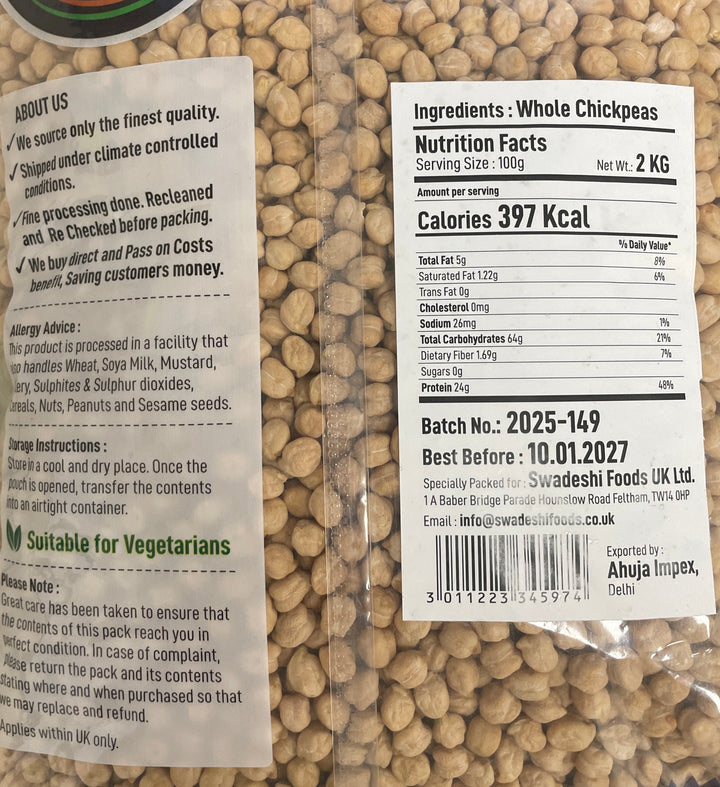 ABOUT US
✓We source only the finest quality.
✓Shipped under climate controlled
conditions.
✓Fine processing done. Recleaned
and Re Checked before packing.
✓ We buy direct and Pass on Costs
benefit, Saving customers money.
Allergy Advice :
This product is processed in a facility that
also handles Wheat, Soya Milk, Mustard,
lery, Sulphites & Sulphur dioxides,
Cereals, Nuts, Peanuts and Sesame seeds.
Storage Instructions :
Store in a cool and dry place. Once the
pouch is opened, transfer the contents
into an airtight container.
Suitable for Vegetarians
Please Note :
Great care has been taken to ensure that
the contents of this pack reach you in
perfect condition. In case of complaint,
please return the pack and its contents
stating where and when purchased so that
we may replace and refund.
Applies within UK only.
Ingredients : Whole Chickpeas
Nutrition Facts
Serving Size : 100g Net Wt.: 2 KG
Amount per serving
Calories 397 Kcal
% Daily Value*
Total Fat 5g 8%
Saturated Fat 1.22g 6%
Trans Fat 0g
Cholesterol 0mg
Sodium 26mg 1%
Total Carbohydrates 64g 21%
Dietary Fiber 1.69g 7%
Sugars 0g
Protein 24g 48%
Batch No.: 2025-149
Best Before : 10.01.2027
Specially Packed for : Swadeshi Foods UK Ltd.
1 A Baber Bridge Parade Hounslow Road Feltham, TW14 0HP
Email : info@swadeshifoods.co.uk
3 011223 345974
Exported by :
Ahuja Impex,
Delhi